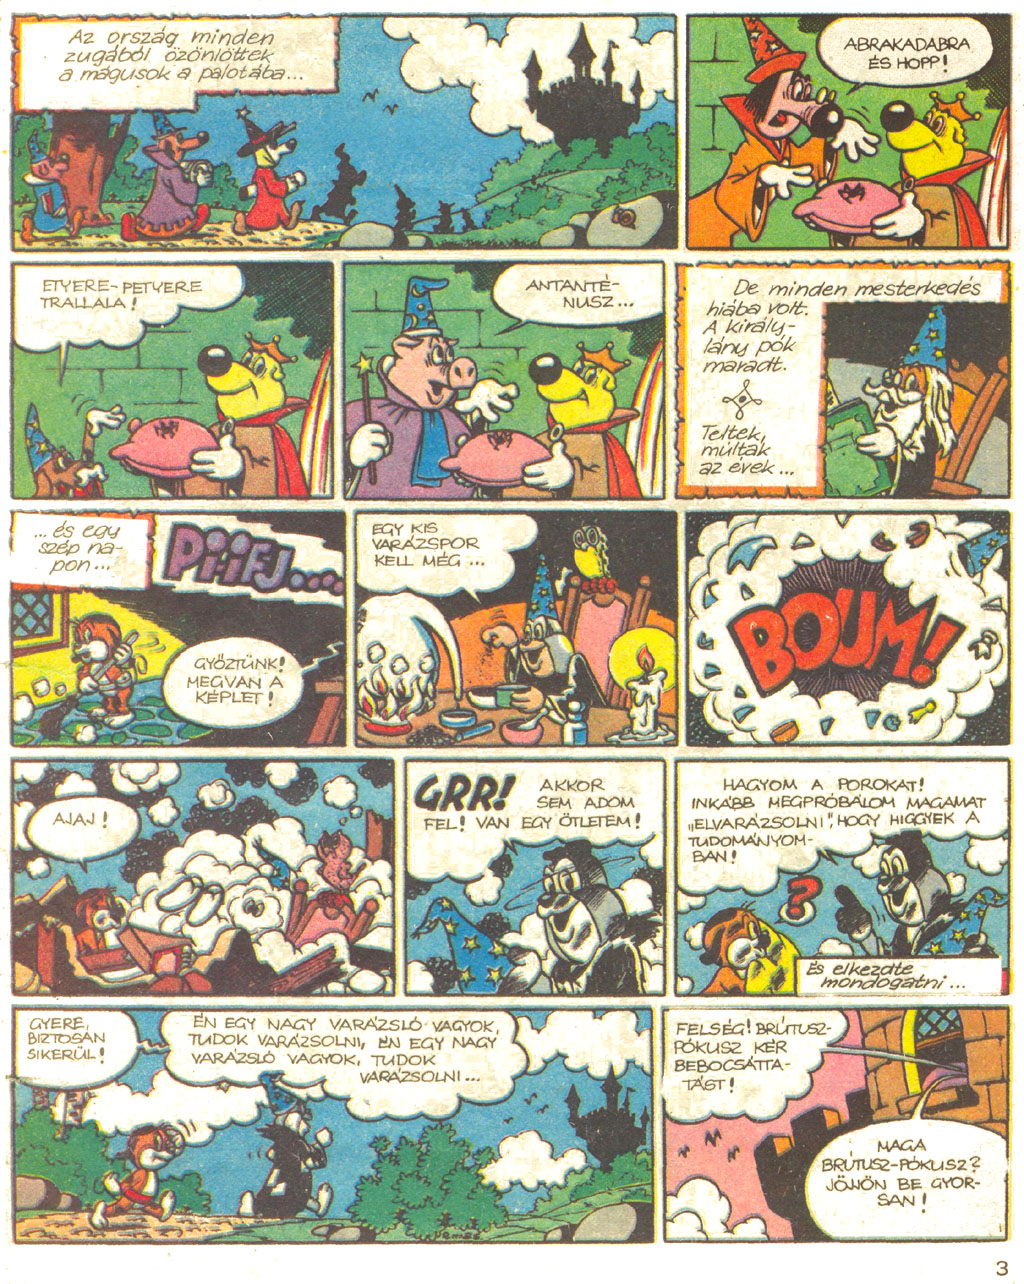 Az ország minden
zugából özönlöttek
a mágusok a palotába...
ABRAKADABRA
ÉS HOPP!
ETYERE-PETYERE
TRALLALA!
ANTANTÉ-
NUSZ...
De minden mesterkedés
hiába volt.
A király-
lány pók
maradt.
Teltek,
múltak
az évek...
...és egy
szép na-
pon...
PI-IFJ.....
GYŐZTÜNK!
MEGVAN A
KÉPLET!
EGY KIS
VARÁZSPOR
KELL MÉG...
BOUM!
AJAJ!
GRR! AKKOR
SEM ADOM
FEL! VAN EGY ÖTLETEM!
HAGYOM A POROKAT!
INKÁBB MEGPRÓBÁLOM MAGAMAT
„ELVARÁZSOLNI”, HOGY HIGGYEK A
TUDOMÁNYOM-
BAN!
?
És elkezdte
mondogatni...
GYERE,
BIZTOSAN
SIKERÜL!
ÉN EGY NAGY VARÁZSLÓ VAGYOK,
TUDOK VARÁZSOLNI, ÉN EGY NAGY
VARÁZSLÓ VAGYOK, TUDOK
VARÁZSOLNI...
FELSÉG! BRÚTUSZ-
PÓKUSZ KÉR
BEBOCSÁTTA-
TÁST!
MAGA
BRÚTUSZ-PÓKUSZ?
JÖJJÖN BE GYOR-
SAN!
3